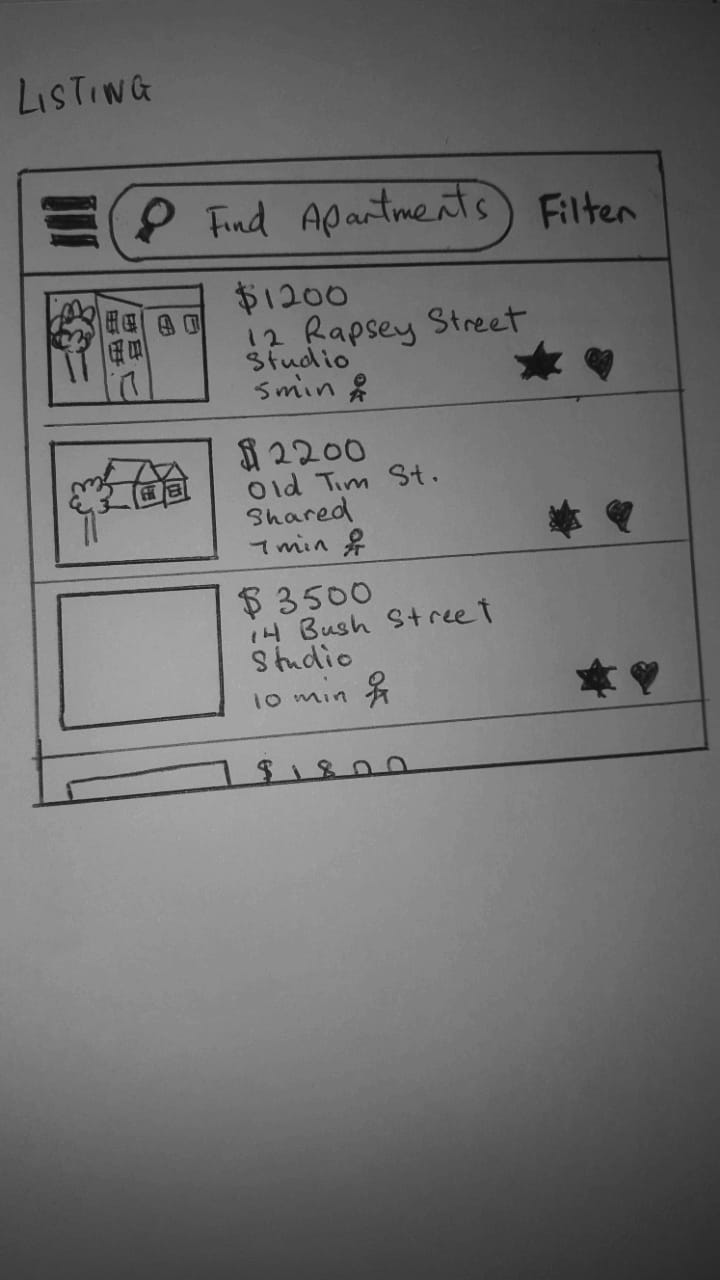 LISTING
Find Apartments Filter
$1200
12 Rapsey Street
Studio
5min
$2200
Old Tim St.
Shared
7min
$3500
14 Bush Street
Studio
10 min
$1800